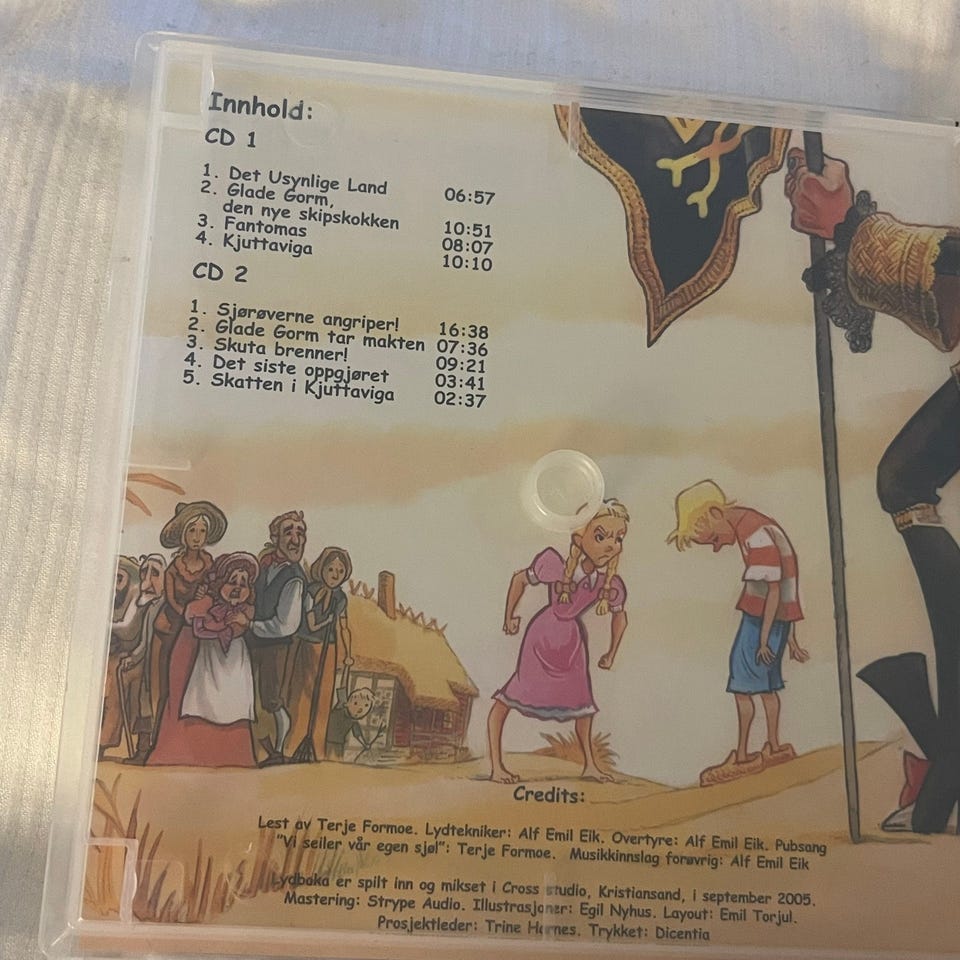 Innhold:
CD 1
1. Det Usynlige Land 06:57
2. Glade Gorm,
den nye skipskokken 10:51
3. Fantomas 08:07
4. Kjuttaviga 10:10
CD 2
1. Sjørøverne angriper! 16:38
2. Glade Gorm tar makten 07:36
3. Skuta brenner! 09:21
4. Det siste oppgjøret 03:41
5. Skatten i Kjuttaviga 02:37
Credits:
Lest av Terje Formoe. Lydtekniker: Alf Emil Eik. Overtyre: Alf Emil Eik. Pubsang
"Vi seiler vår egen sjø!": Terje Formoe. Musikkinnslag forøvrig: Alf Emil Eik
Lydboka er spilt inn og mikset i Cross studio, Kristiansand, i september 2005.
Mastering: Strype Audio. Illustrasjoner: Egil Nyhus. Layout: Emil Torjul.
Prosjektleder: Trine Harnes. Trykket: Dicentia